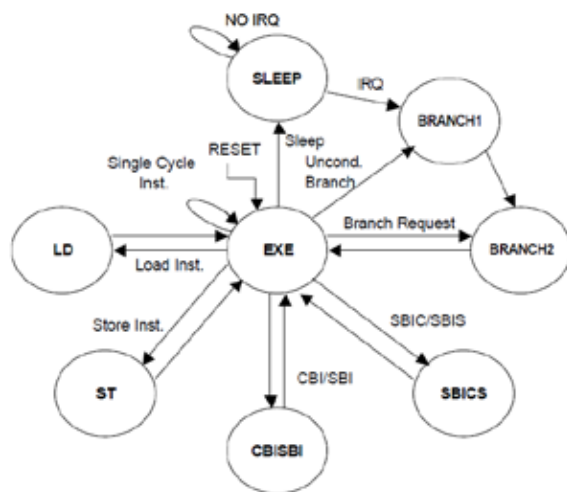 NO IRQ
SLEEP
IRQ
BRANCH1
RESET
Sleep
Uncond.
Branch
Single Cycle
Inst.
LD
EXE
Branch Request
BRANCH2
Load Inst.
Store Inst.
SBIC/SBIS
CBI/SBI
ST
SBICS
CBISBI